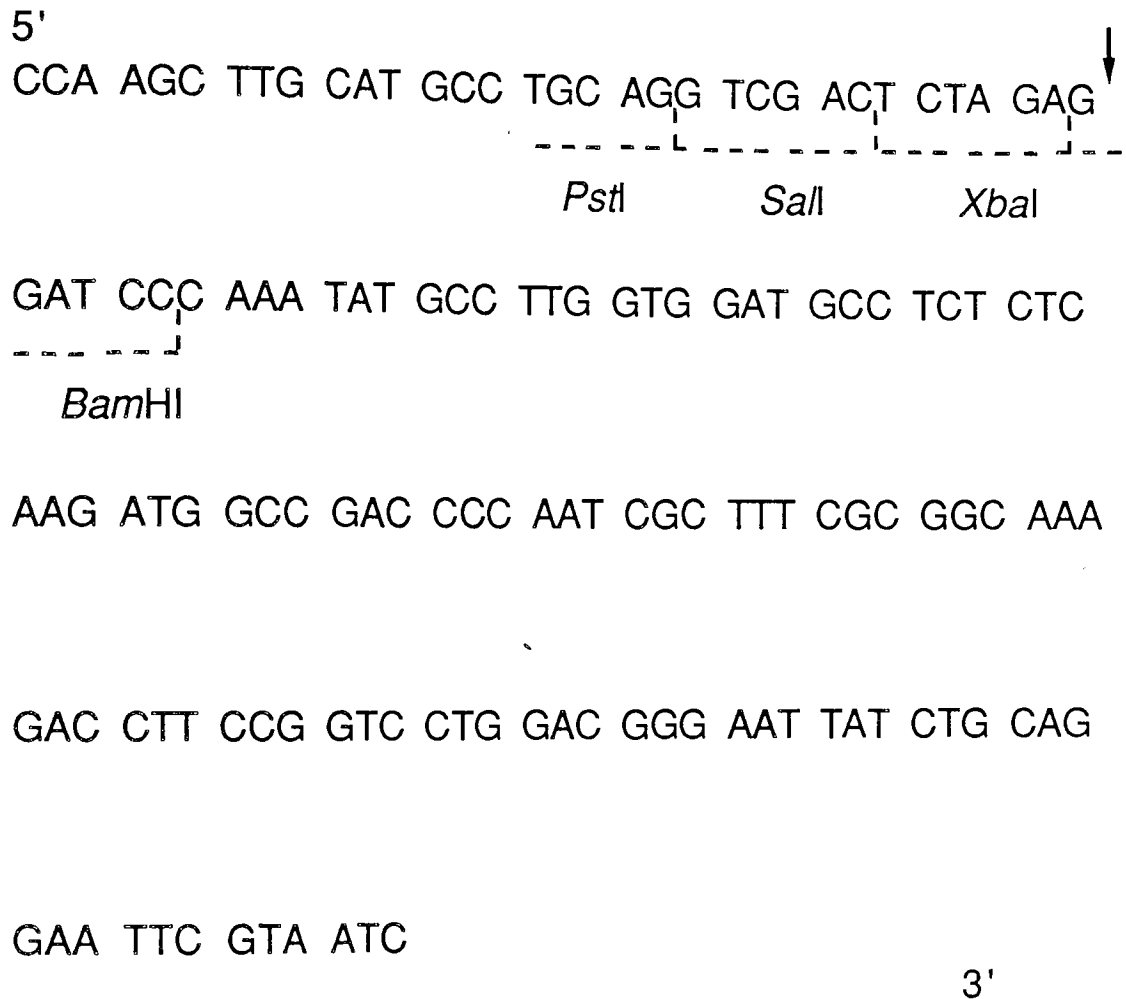 5'
CCA AGC TTG CAT GCC TGC AGG TCG ACT CTA GAG
PstI SalI XbaI
GAT CCC AAA TAT GCC TTG GTG GAT GCC TCT CTC
BamHI
AAG ATG GCC GAC CCC AAT CGC TTT CGC GGC AAA
GAC CTT CCG GTC CTG GAC GGG AAT TAT CTG CAG
GAA TTC GTA ATC
3'